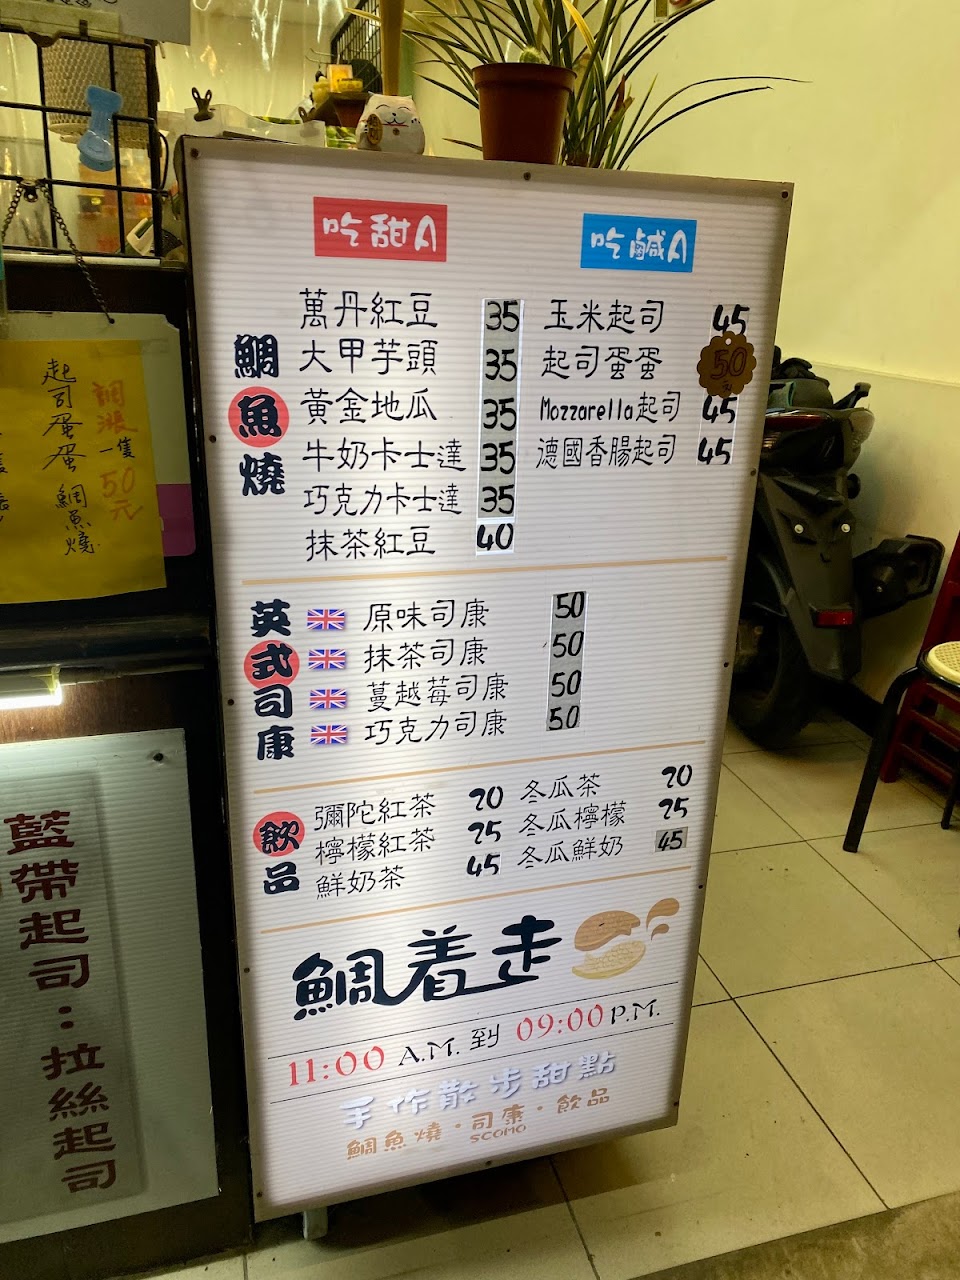 吃甜A
吃鹹A
鯛魚燒
萬丹紅豆 35
大甲芋頭 35
黃金地瓜 35
牛奶卡士達 35
巧克力卡士達 35
抹茶紅豆 40
玉米起司 45
起司蛋蛋 50元
Mozzarella起司 45
德國香腸起司 45
英式司康
原味司康 50
抹茶司康 50
蔓越莓司康 50
巧克力司康 50
飲品
彌陀紅茶 20
檸檬紅茶 25
鮮奶茶 45
冬瓜茶 20
冬瓜檸檬 25
冬瓜鮮奶 45
鯛着走
11:00 A.M. 到 09:00 P.M.
手作散步甜點
鯛魚燒・司康・飲品
SCOMO
調漲一隻50元
起司蛋蛋鯛魚燒
藍帶起司:拉絲起司